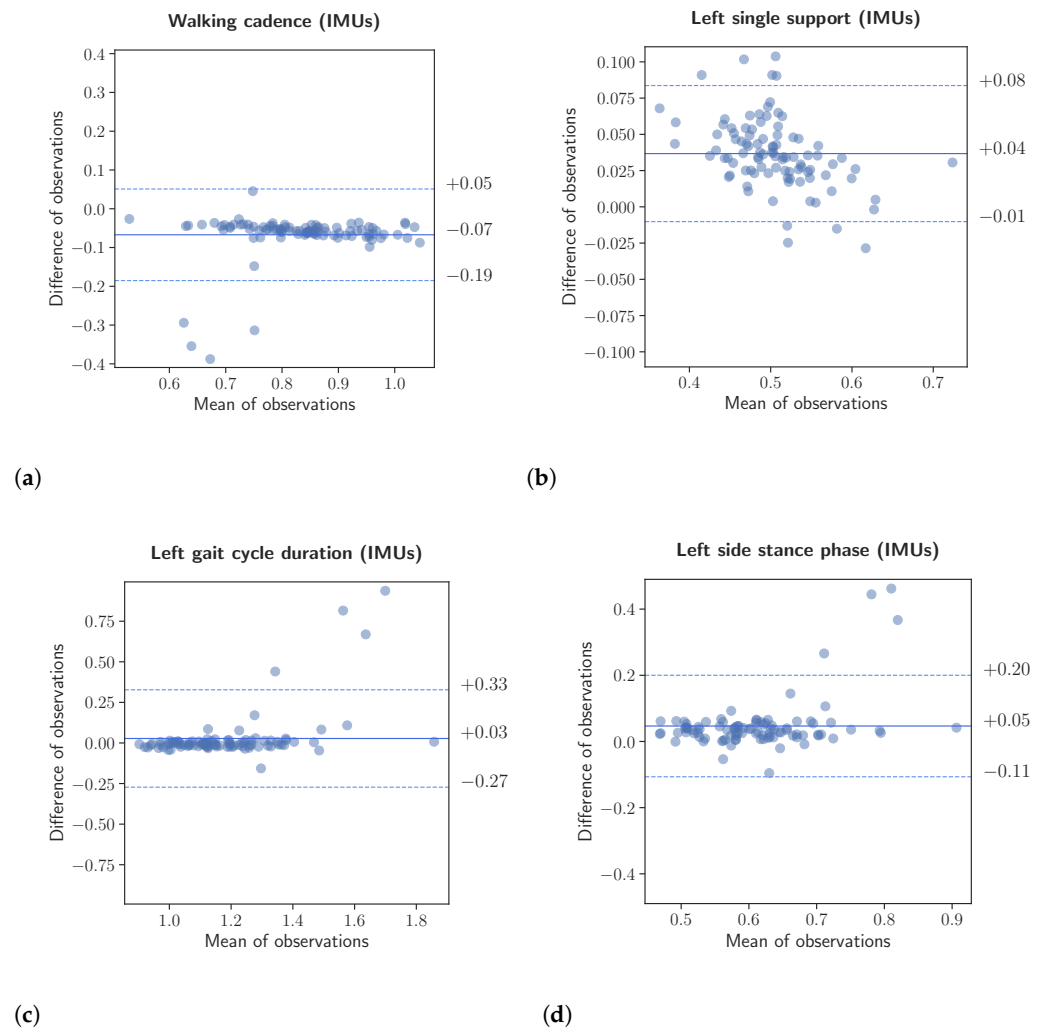 Walking cadence (IMUs)
0.4
0.3
0.2
0.1
0.0
−0.1
−0.2
−0.3
−0.4
Difference of observations
+0.05
−0.07
−0.19
0.6 0.7 0.8 0.9 1.0
Mean of observations
(a)
Left single support (IMUs)
0.100
0.075
0.050
0.025
0.000
−0.025
−0.050
−0.075
−0.100
Difference of observations
+0.08
+0.04
−0.01
0.4 0.5 0.6 0.7
Mean of observations
(b)
Left gait cycle duration (IMUs)
0.75
0.50
0.25
0.00
−0.25
−0.50
−0.75
Difference of observations
+0.33
+0.03
−0.27
1.0 1.2 1.4 1.6 1.8
Mean of observations
(c)
Left side stance phase (IMUs)
0.4
0.2
0.0
−0.2
−0.4
Difference of observations
+0.20
+0.05
−0.11
0.5 0.6 0.7 0.8 0.9
Mean of observations
(d)